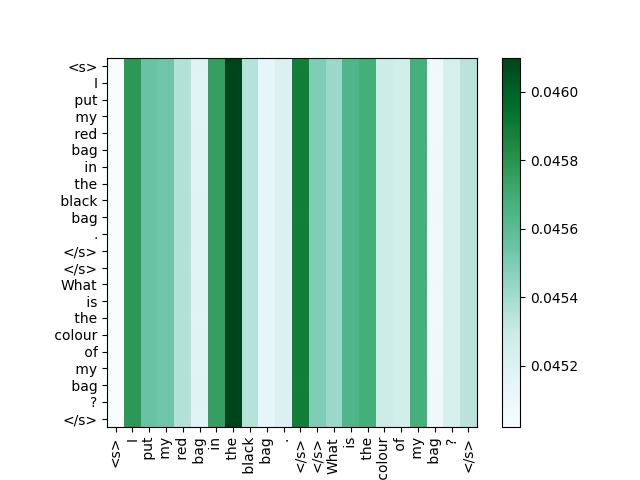 <s>
I
put
my
red
bag
in
the
black
bag
.
</s>
</s>
What
is
the
colour
of
my
bag
?
</s>
0.0460
0.0458
0.0456
0.0454
0.0452
<s>
I
put
my
red
bag
in
the
black
bag
.
</s>
</s>
What
is
the
colour
of
my
bag
?
</s>